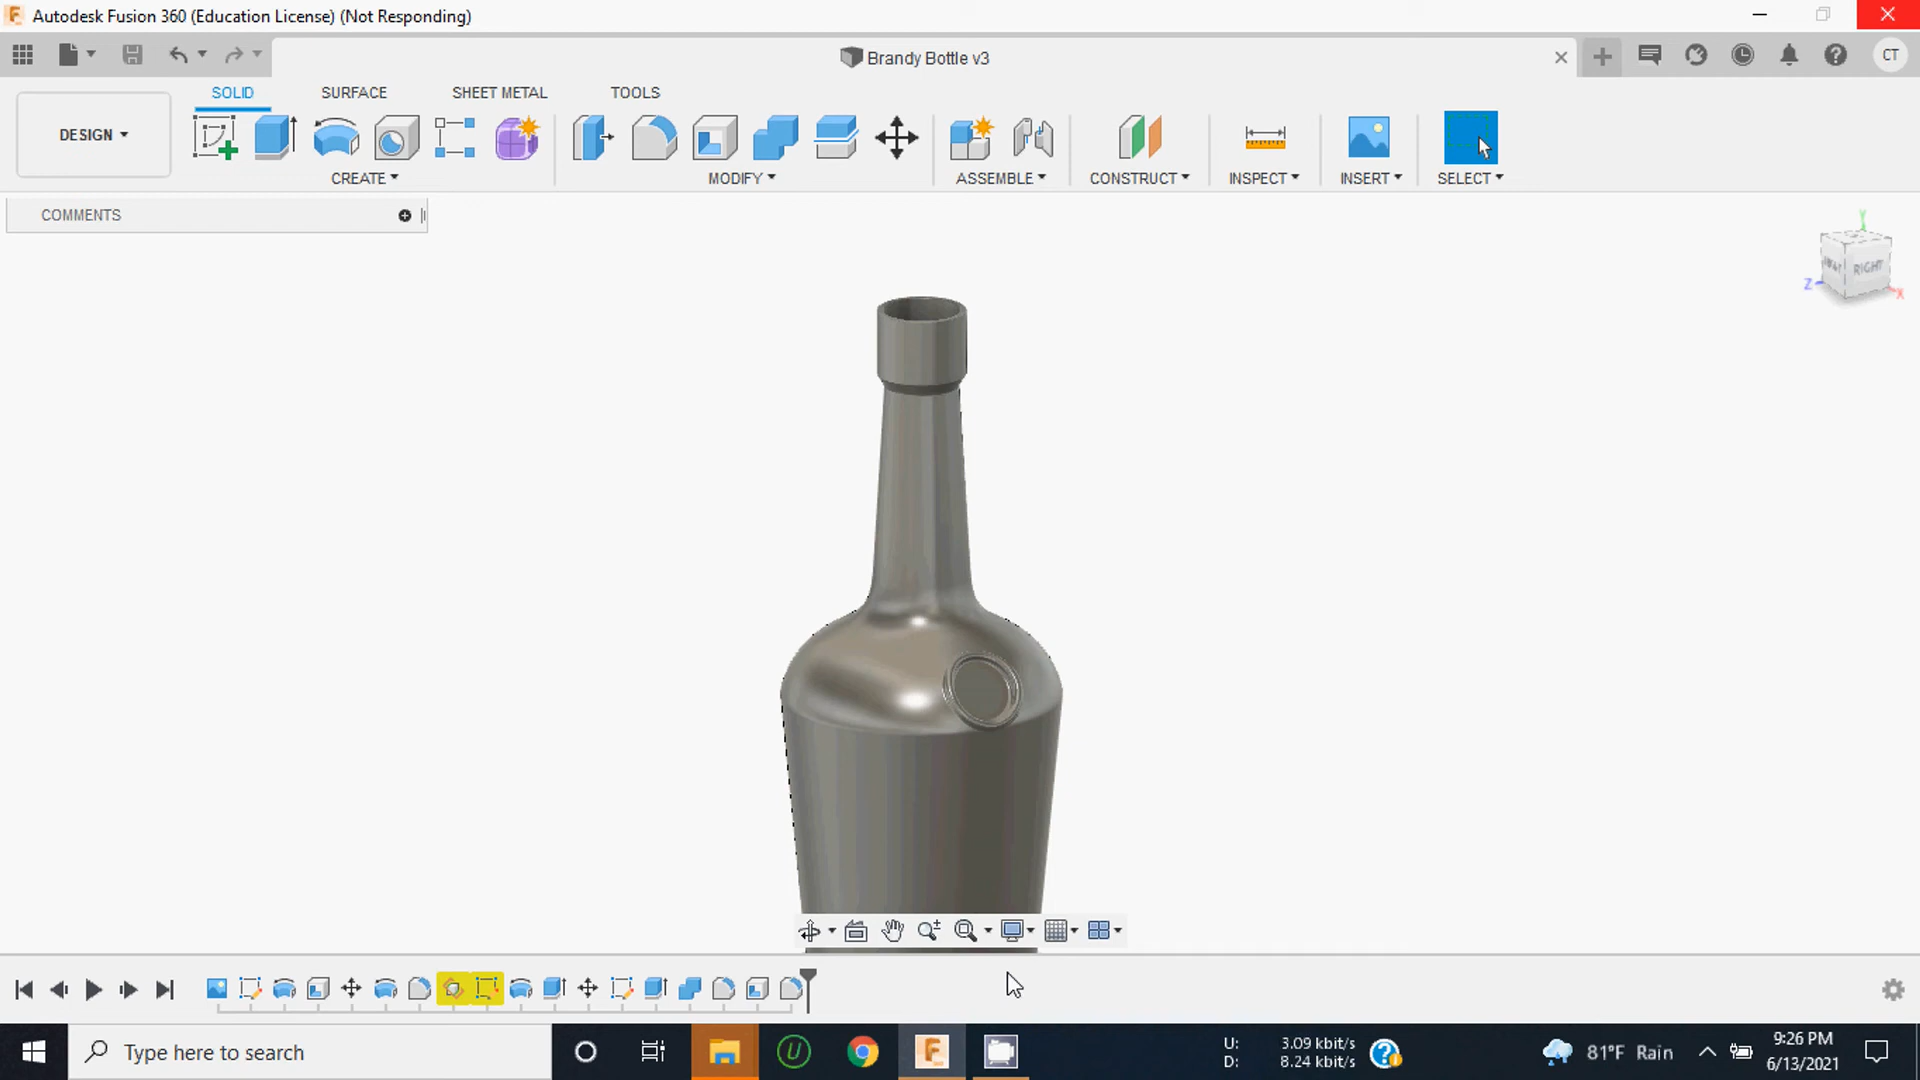 Autodesk Fusion 360 (Education License) (Not Responding)
Brandy Bottle v3
CT
SOLID
SURFACE
SHEET METAL
TOOLS
DESIGN
CREATE
MODIFY
ASSEMBLE
CONSTRUCT
INSPECT
INSERT
SELECT
COMMENTS
Y
RIGHT
Z
X
Type here to search
U: 3.09 kbit/s
D: 8.24 kbit/s
81°F Rain
9:26 PM
6/13/2021